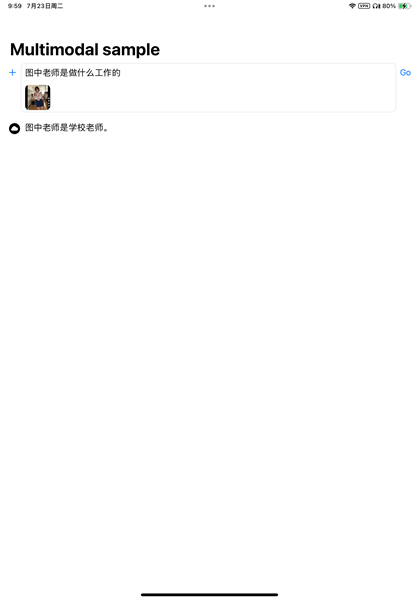 9:59 7月23日周二
VPN
80%
Multimodal sample
图中老师是做什么工作的
Go
图中老师是学校老师。